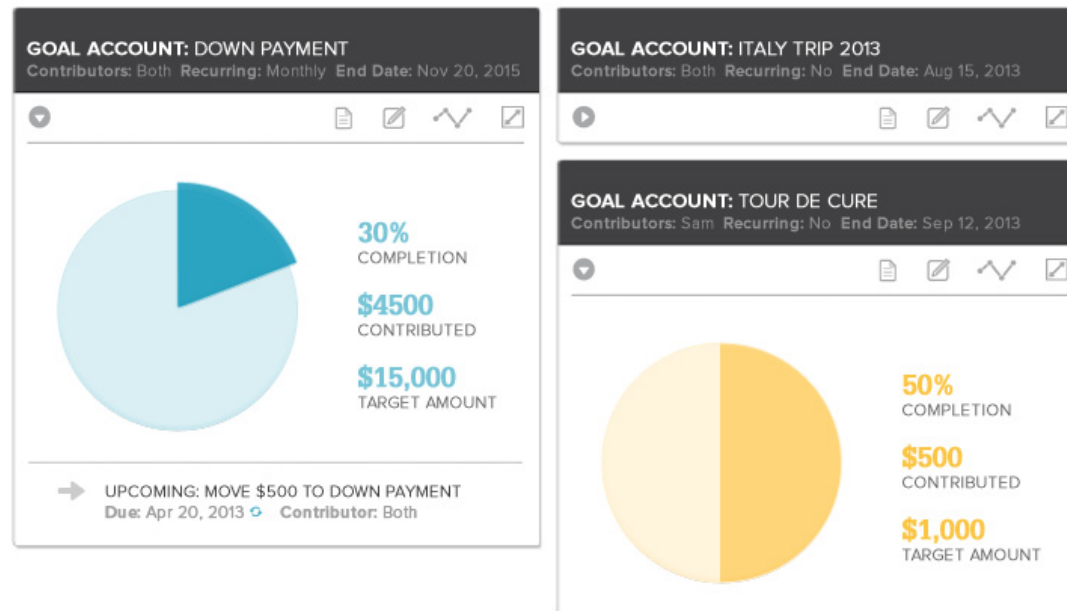 GOAL ACCOUNT: DOWN PAYMENT
Contributors: Both Recurring: Monthly End Date: Nov 20, 2015
30%
COMPLETION
$4500
CONTRIBUTED
$15,000
TARGET AMOUNT
UPCOMING: MOVE $500 TO DOWN PAYMENT
Due: Apr 20, 2013 Contributor: Both
GOAL ACCOUNT: ITALY TRIP 2013
Contributors: Both Recurring: No End Date: Aug 15, 2013
GOAL ACCOUNT: TOUR DE CURE
Contributors: Sam Recurring: No End Date: Sep 12, 2013
50%
COMPLETION
$500
CONTRIBUTED
$1,000
TARGET AMOUNT